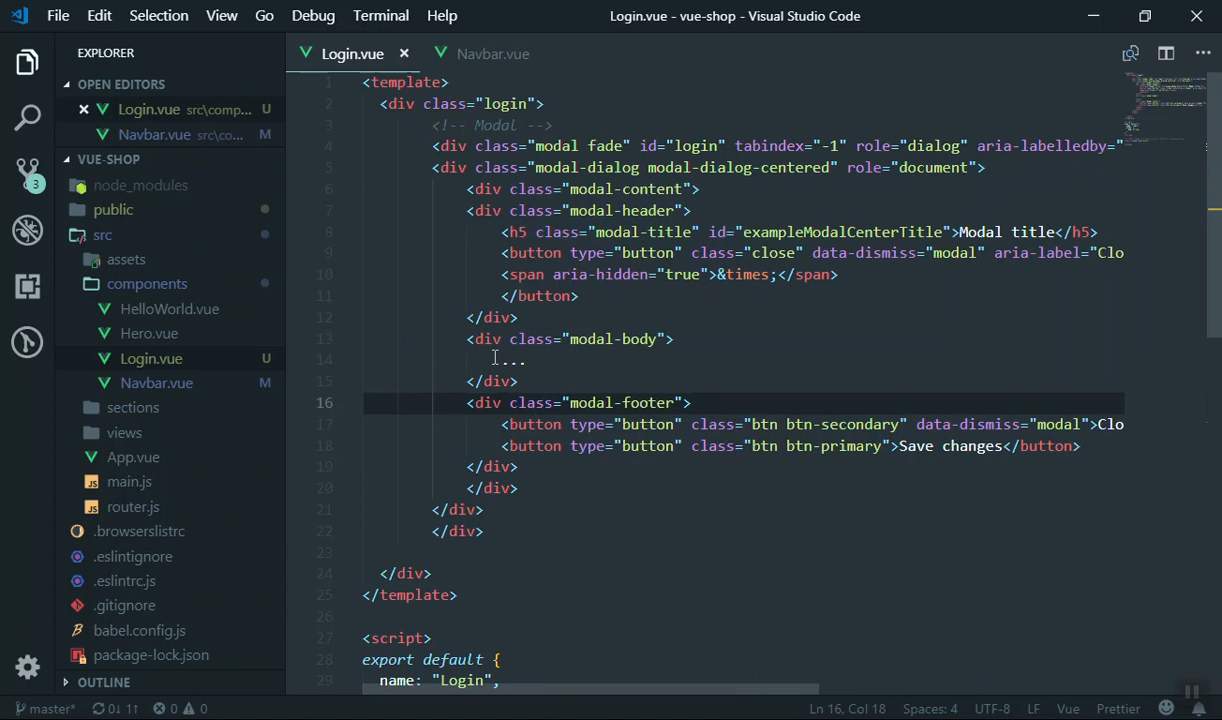 File Edit Selection View Go Debug Terminal Help Login.vue - vue-shop - Visual Studio Code
EXPLORER
OPEN EDITORS
Login.vue src\comp... U
Navbar.vue src\co... M
VUE-SHOP
node_modules
public
src
assets
components
HelloWorld.vue
Hero.vue
Login.vue U
Navbar.vue M
sections
views
App.vue
main.js
router.js
.browserslistrc
.eslintignore
.eslintrc.js
.gitignore
babel.config.js
package-lock.json
OUTLINE
3
Login.vue Navbar.vue
1 <template>
2 <div class="login">
3 <!-- Modal -->
4 <div class="modal fade" id="login" tabindex="-1" role="dialog" aria-labelledby="
5 <div class="modal-dialog modal-dialog-centered" role="document">
6 <div class="modal-content">
7 <div class="modal-header">
8 <h5 class="modal-title" id="exampleModalCenterTitle">Modal title</h5>
9 <button type="button" class="close" data-dismiss="modal" aria-label="Clo
10 <span aria-hidden="true">&times;</span>
11 </button>
12 </div>
13 <div class="modal-body">
14 ...
15 </div>
16 <div class="modal-footer">
17 <button type="button" class="btn btn-secondary" data-dismiss="modal">Clo
18 <button type="button" class="btn btn-primary">Save changes</button>
19 </div>
20 </div>
21 </div>
22 </div>
23
24 </div>
25 </template>
26
27 <script>
28 export default {
29 name: "Login",
master* 0↓ 1↑ 0 0 Ln 16, Col 18 Spaces: 4 UTF-8 LF Vue Prettier